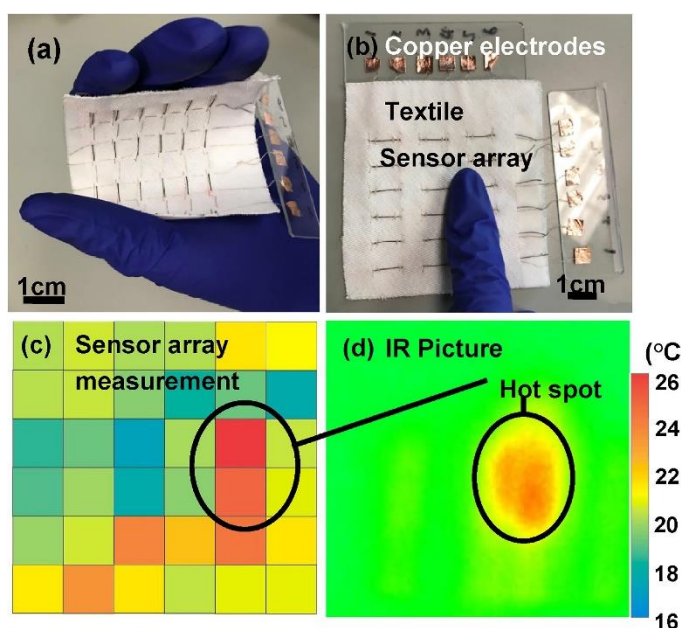 (a)
1cm
(b) Copper electrodes
Textile
Sensor array
1cm
(c) Sensor array
measurement
(d) IR Picture
Hot spot
(°C
26
24
22
20
18
16